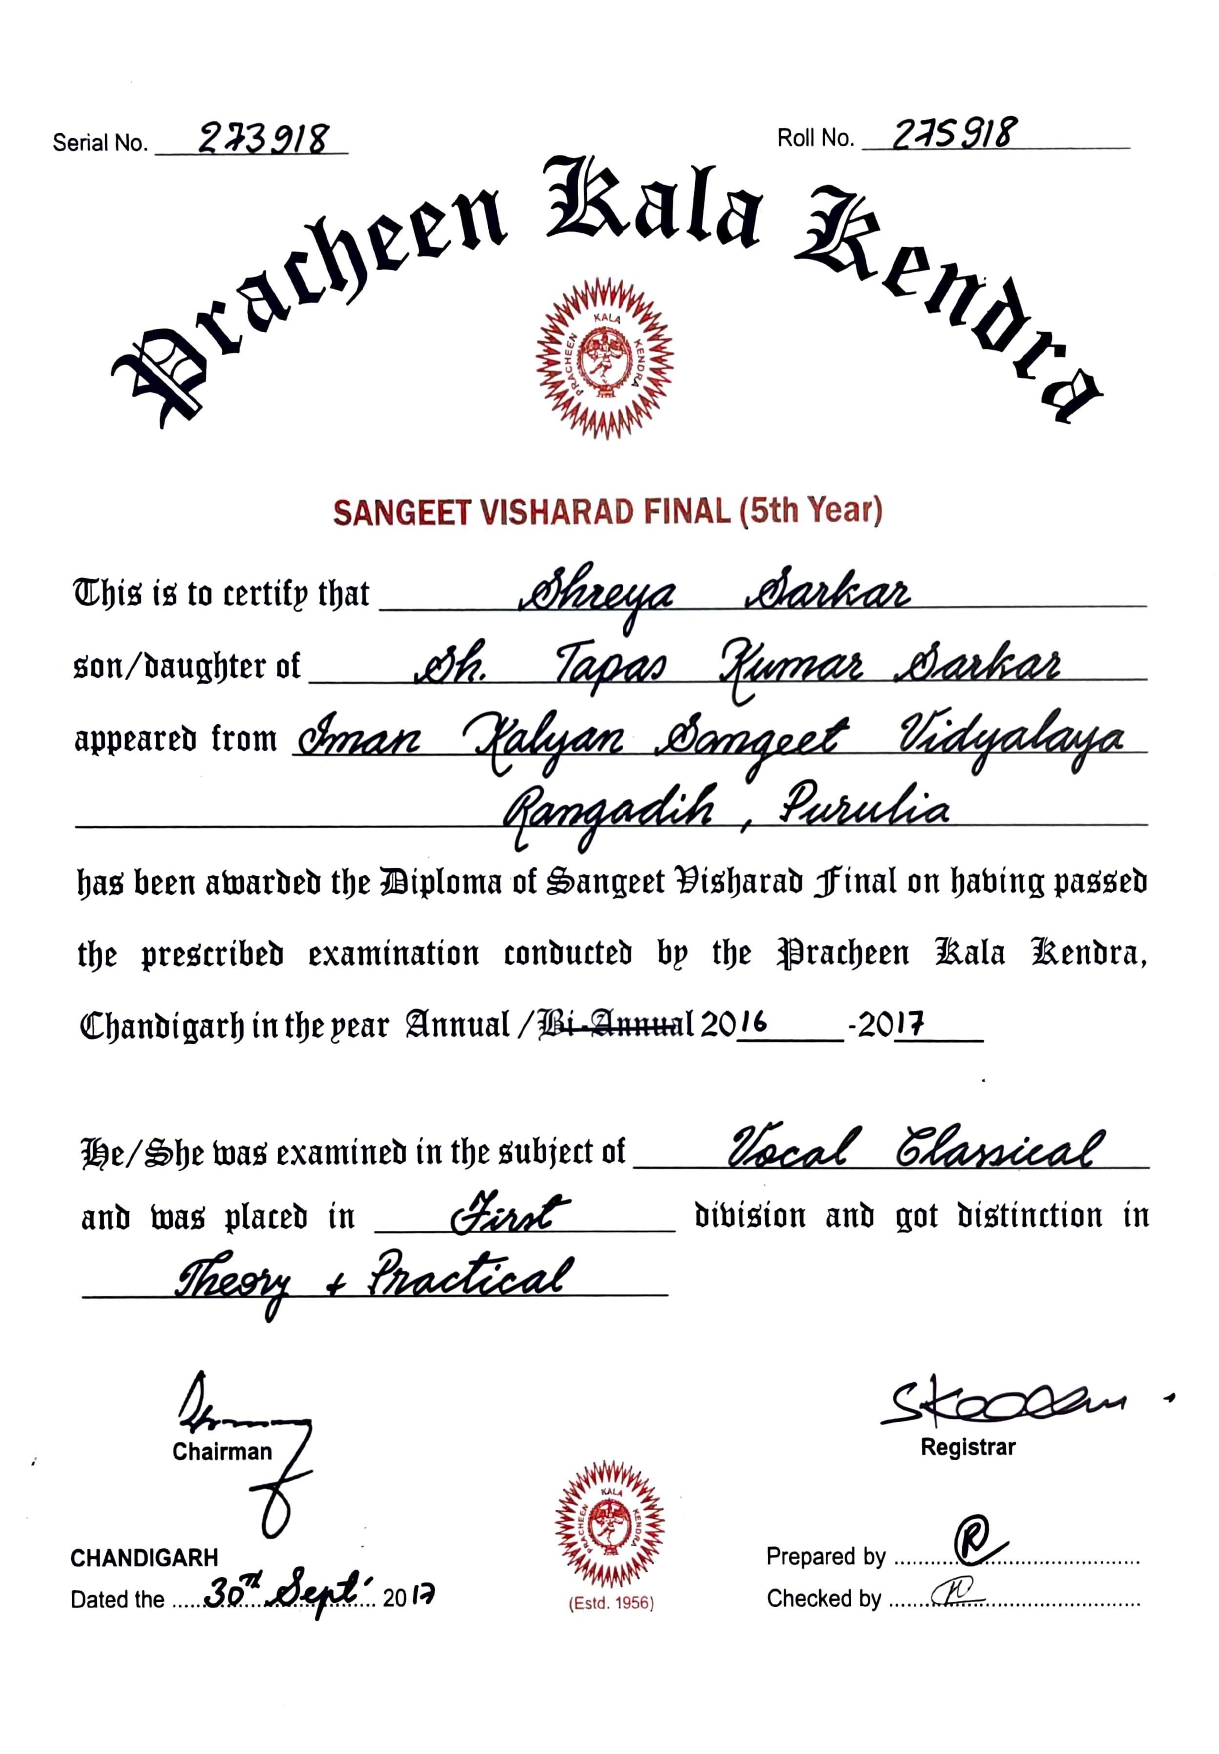 Serial No. 273918
Roll No. 275918
Pracheen Kala Kendra
PRACHEEN KALA KENDRA
SANGEET VISHARAD FINAL (5th Year)
This is to certify that Shreya Sarkar
son/daughter of Sh. Tapas Kumar Sarkar
appeared from Iman Kalyan Sangeet Vidyalaya
Rangadih, Purulia
has been awarded the Diploma of Sangeet Visharad Final on having passed
the prescribed examination conducted by the Pracheen Kala Kendra,
Chandigarh in the year Annual / Bi-Annual 2016 -2017
He/She was examined in the subject of Vocal Classical
and was placed in First division and got distinction in
Theory + Practical
Chairman
Registrar
PRACHEEN KALA KENDRA
CHANDIGARH
Prepared by
Dated the 30th Sept' 2017
(Estd. 1956)
Checked by